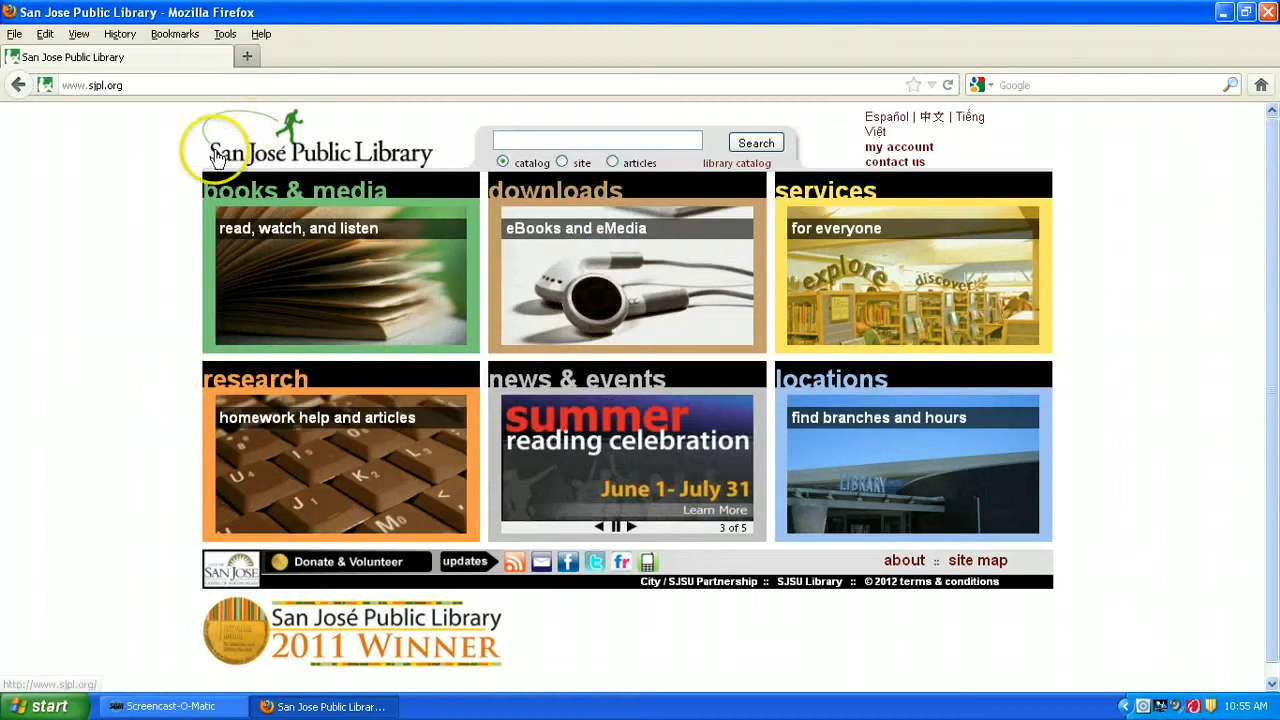 San Jose Public Library - Mozilla Firefox
File Edit View History Bookmarks Tools Help
San Jose Public Library
www.sjpl.org
Google
San José Public Library
Search
catalog site articles library catalog
Español | 中文 | Tiếng
Việt
my account
contact us
books & media
read, watch, and listen
downloads
eBooks and eMedia
services
for everyone
explore
discover
research
homework help and articles
U I O J K L M
news & events
summer
reading celebration
June 1- July 31
Learn More
3 of 5
locations
find branches and hours
LIBRARY
SAN JOSE
Donate & Volunteer
updates
about :: site map
City / SJSU Partnership :: SJSU Library :: © 2012 terms & conditions
San José Public Library
2011 WINNER
http://www.sjpl.org/
start
Screencast-O-Matic
San Jose Public Librar...
10:55 AM